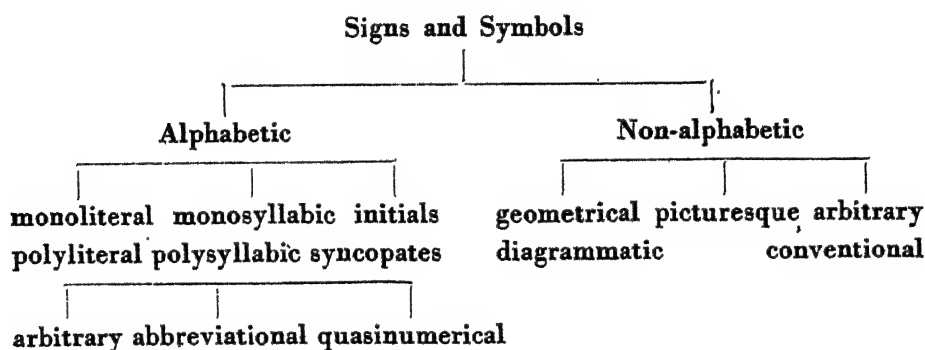 Signs and Symbols
Alphabetic Non-alphabetic
monoliteral monosyllabic initials geometrical picturesque arbitrary
polyliteral polysyllabic syncopates diagrammatic conventional
arbitrary abbreviational quasinumerical